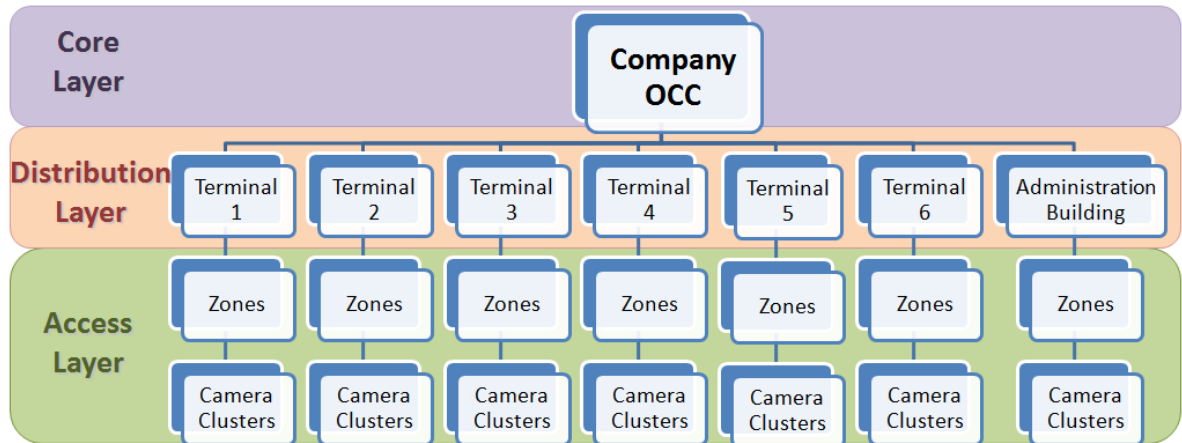 Core
Layer
Company
OCC
Distribution
Layer
Terminal
1
Terminal
2
Terminal
3
Terminal
4
Terminal
5
Terminal
6
Administration
Building
Access
Layer
Zones
Zones
Zones
Zones
Zones
Zones
Zones
Camera
Clusters
Camera
Clusters
Camera
Clusters
Camera
Clusters
Camera
Clusters
Camera
Clusters
Camera
Clusters